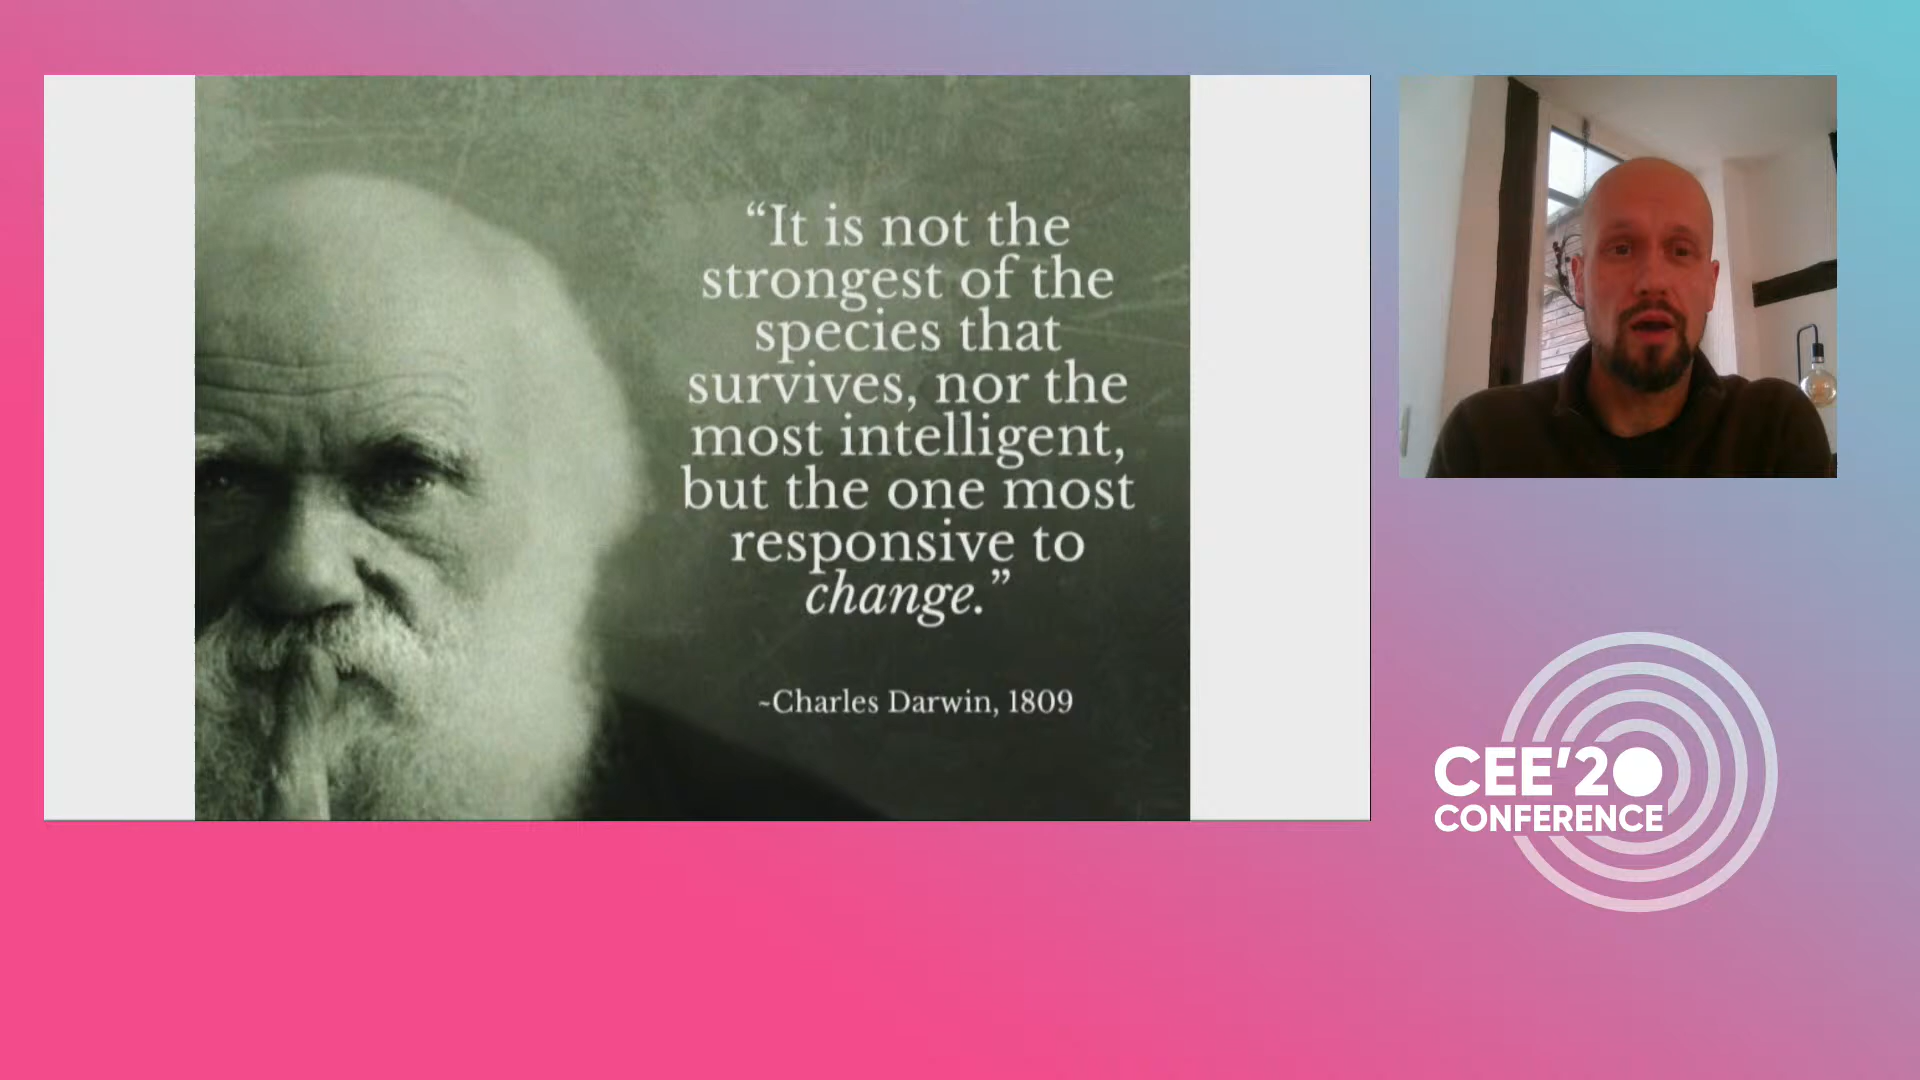 “It is not the
strongest of the
species that
survives, nor the
most intelligent,
but the one most
responsive to
change.”
~Charles Darwin, 1809
CEE'20
CONFERENCE